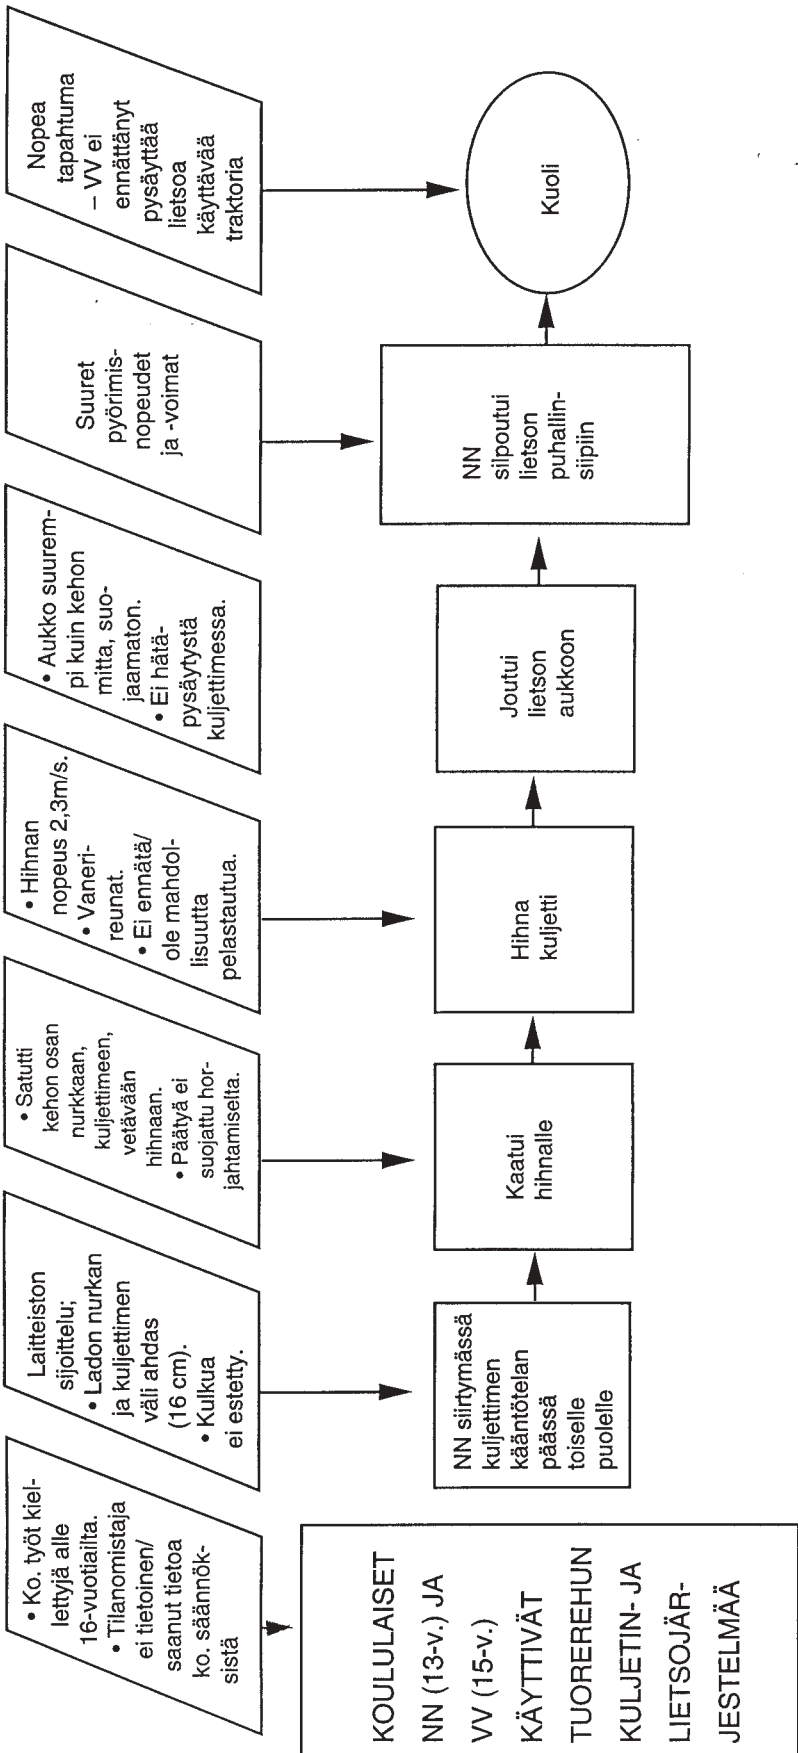 • Ko. työt kiel-
lettyjä alle
16-vuotiailta.
• Tilanomistaja
ei tietoinen/
saanut tietoa
ko. säännök-
sistä
Laitteiston
sijoittelu;
• Ladon nurkan
ja kuljettimen
väli ahdas
(16 cm).
• Kulkua
ei estetty.
• Satutti
kehon osan
nurkkaan,
kuljettimeen,
vetävään
hihnaan.
• Päätyä ei
suojattu hor-
jahtamiselta.
• Hihnan
nopeus 2,3m/s.
• Vaneri-
reunat.
• Ei ennätä/
ole mahdol-
lisuutta
pelastautua.
• Aukko suurem-
pi kuin kehon
mitta, suo-
jaamaton.
• Ei hätä-
pysäytystä
kuljettimessa.
Suuret
pyörimis-
nopeudet
ja -voimat
Nopea
tapahtuma
– VV ei
ennättänyt
pysäyttää
lietsoa
käyttävää
traktoria
KOULULAISET
NN (13-v.) JA
VV (15-v.)
KÄYTTIVÄT
TUOREREHUN
KULJETIN- JA
LIETSOJÄR-
JESTELMÄÄ
NN siirtymässä
kuljettimen
kääntötelan
päässä
toiselle
puolelle
Kaatui
hihnalle
Hihna
kuljetti
Joutui
lietson
aukkoon
NN
silpoutui
lietson
puhallin-
siipiin
Kuoli